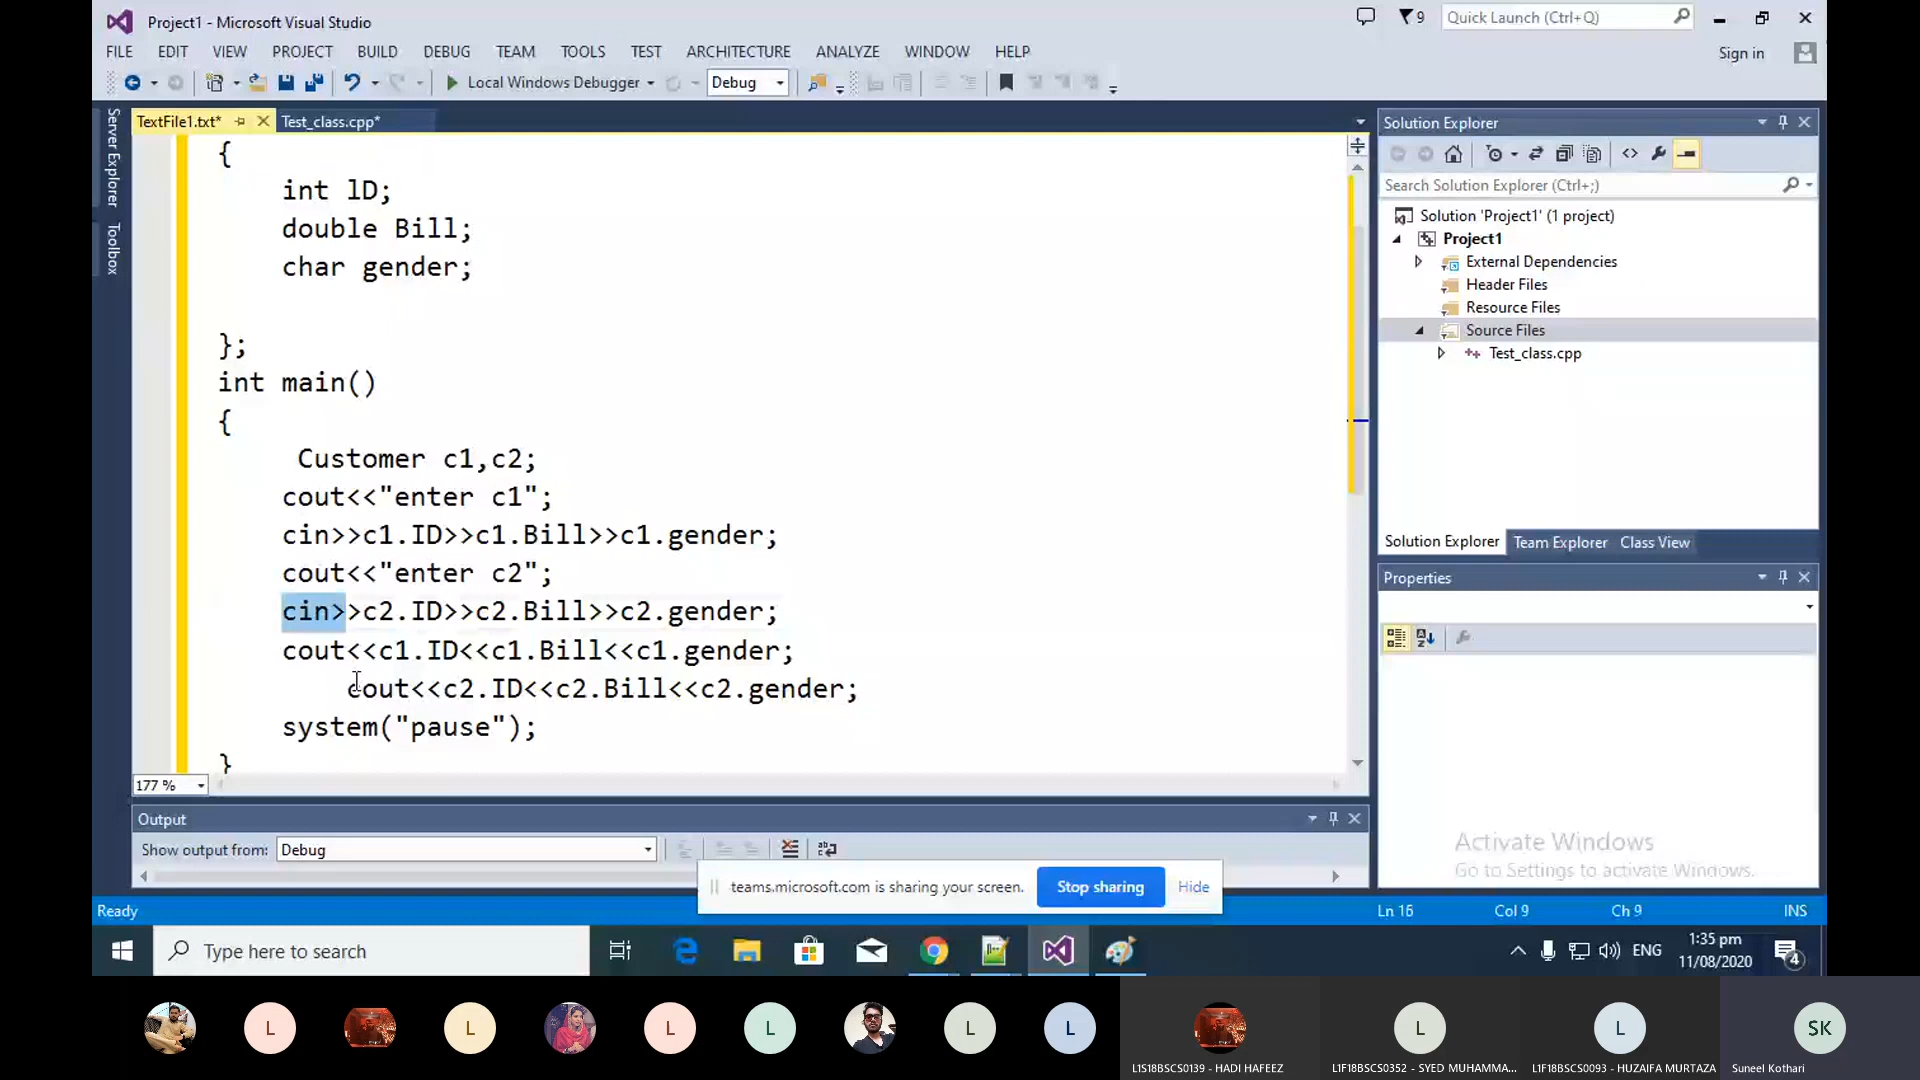 Project1 - Microsoft Visual Studio
9
Quick Launch (Ctrl+Q)
FILE EDIT VIEW PROJECT BUILD DEBUG TEAM TOOLS TEST ARCHITECTURE ANALYZE WINDOW HELP
Sign in
Local Windows Debugger
Debug
Server Explorer
Toolbox
TextFile1.txt*
Test_class.cpp*
{
int lD;
double Bill;
char gender;
};
int main()
{
Customer c1,c2;
cout<<"enter c1";
cin>>c1.ID>>c1.Bill>>c1.gender;
cout<<"enter c2";
cin>>c2.ID>>c2.Bill>>c2.gender;
cout<<c1.ID<<c1.Bill<<c1.gender;
cout<<c2.ID<<c2.Bill<<c2.gender;
system("pause");
}
177 %
Solution Explorer
Search Solution Explorer (Ctrl+;)
Solution 'Project1' (1 project)
Project1
External Dependencies
Header Files
Resource Files
Source Files
Test_class.cpp
Solution Explorer Team Explorer Class View
Properties
Activate Windows
Go to Settings to activate Windows.
Output
Show output from: Debug
teams.microsoft.com is sharing your screen. Stop sharing Hide
Ready
Ln 16 Col 9 Ch 9 INS
Type here to search
ENG
1:35 pm
11/08/2020
4
L L L L L L L L SK
L1S18BSCS0139 - HADI HAFEEZ
L1F18BSCS0352 - SYED MUHAMMA...
L1F18BSCS0093 - HUZAIFA MURTAZA
Suneel Kothari